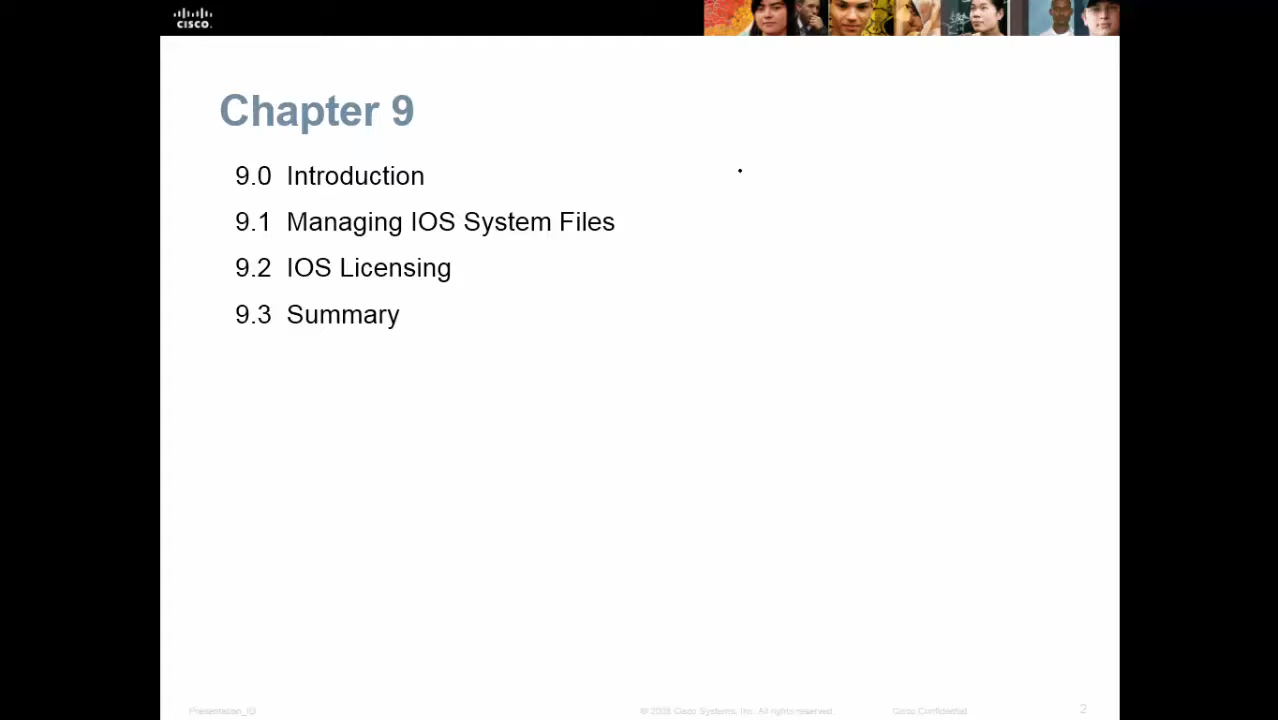 CISCO.
Chapter 9
9.0 Introduction
9.1 Managing IOS System Files
9.2 IOS Licensing
9.3 Summary
Presentation_ID
© 2008 Cisco Systems, Inc. All rights reserved.
Cisco Confidential
2